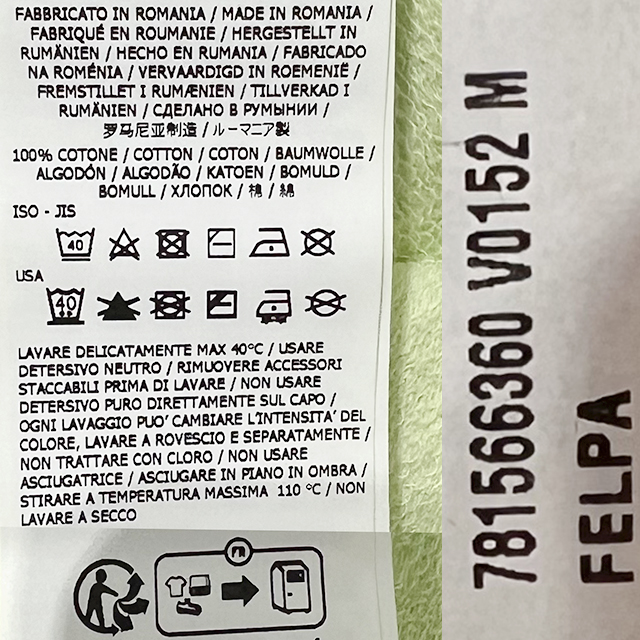 FABBRICATO IN ROMANIA / MADE IN ROMANIA /
FABRIQUÉ EN ROUMANIE / HERGESTELLT IN
RUMÄNIEN / HECHO EN RUMANIA / FABRICADO
NA ROMÉNIA / VERVAARDIGD IN ROEMENIË /
FREMSTILLET I RUMÆNIEN / TILLVERKAD I
RUMÄNIEN / СДЕЛАНО В РУМЫНИИ /
罗马尼亚制造 / ルーマニア製
100% COTONE / COTTON / COTON / BAUMWOLLE /
ALGODÓN / ALGODÃO / KATOEN / BOMULD /
BOMULL / ХЛОПОК / 棉 / 綿
ISO - JIS
40
USA
40
LAVARE DELICATAMENTE MAX 40°C / USARE
DETERSIVO NEUTRO / RIMUOVERE ACCESSORI
STACCABILI PRIMA DI LAVARE / NON USARE
DETERSIVO PURO DIRETTAMENTE SUL CAPO /
OGNI LAVAGGIO PUO' CAMBIARE L'INTENSITA' DEL
COLORE, LAVARE A ROVESCIO E SEPARATAMENTE /
NON TRATTARE CON CLORO / NON USARE
ASCIUGATRICE / ASCIUGARE IN PIANO IN OMBRA /
STIRARE A TEMPERATURA MASSIMA 110 °C / NON
LAVARE A SECCO
FR
781566360 V0152 M
FELPA